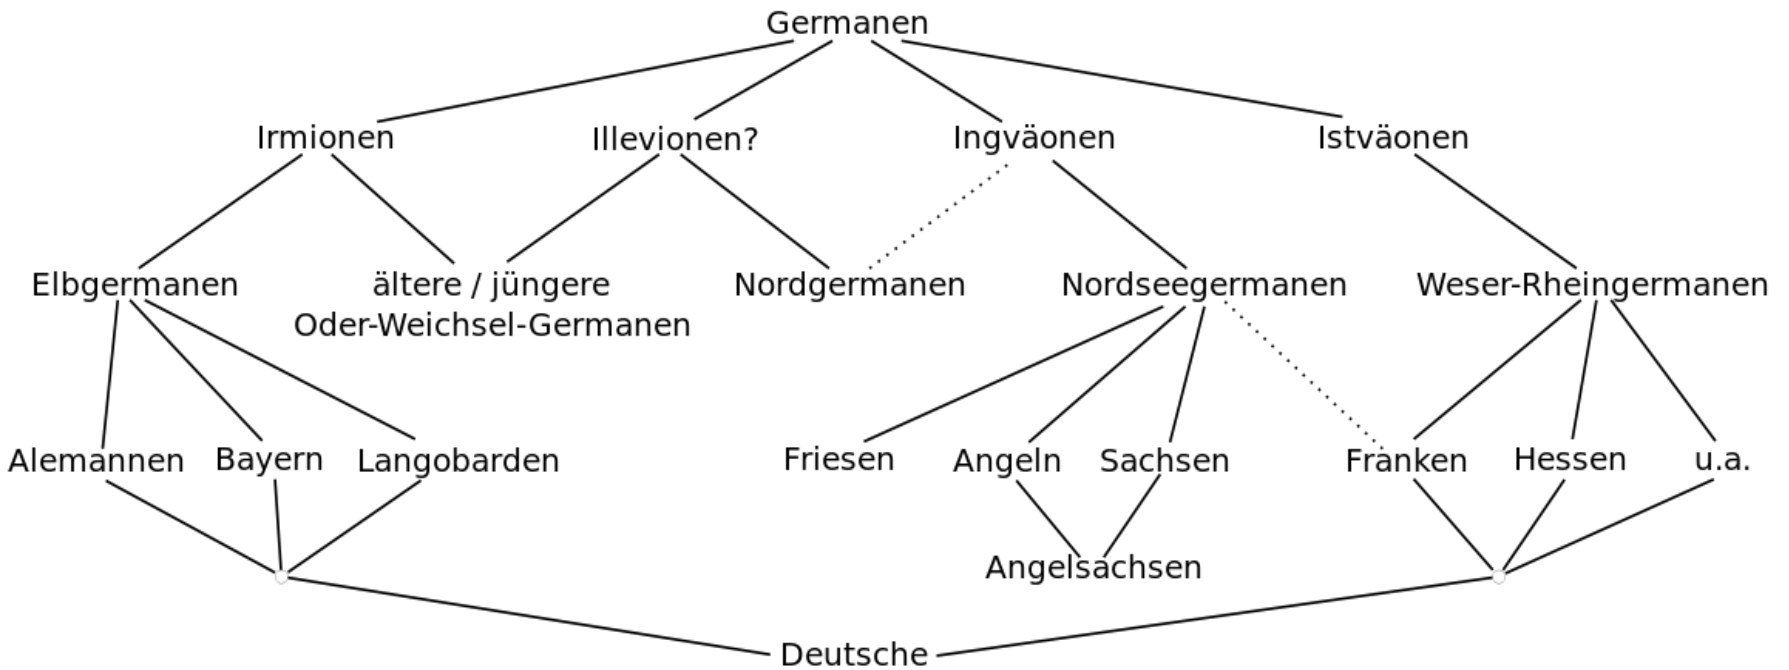 Germanen
Irmionen
Illevionen?
Ingväonen
Istväonen
Elbgermanen
ältere / jüngere
Oder-Weichsel-Germanen
Nordgermanen
Nordseegermanen
Weser-Rheingermanen
Alemannen
Bayern
Langobarden
Friesen
Angeln
Sachsen
Franken
Hessen
u.a.
Angelsachsen
Deutsche